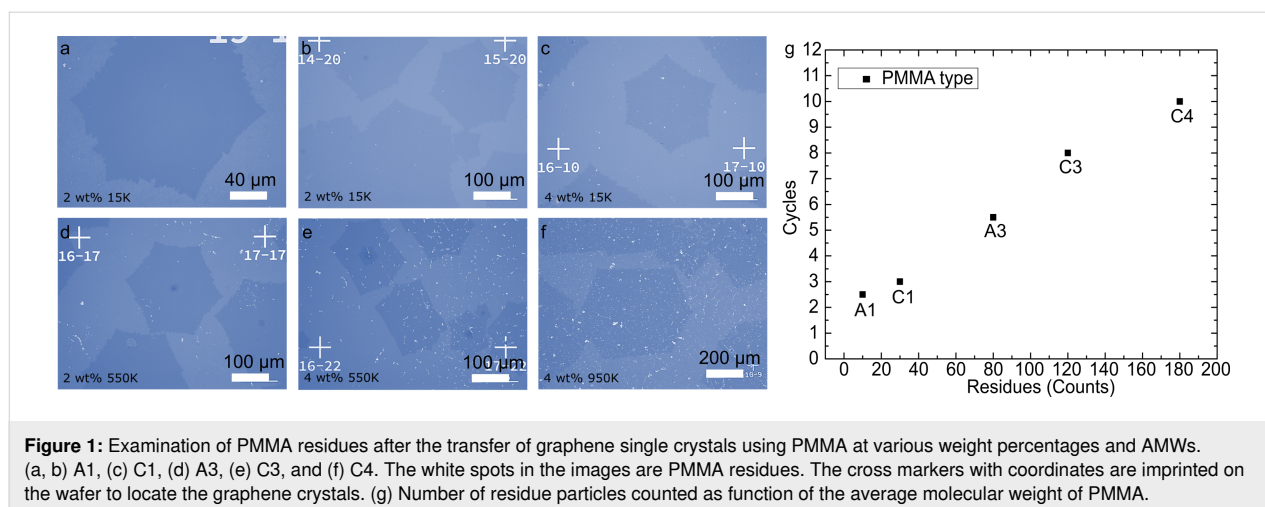 a
40 µm
2 wt% 15K
b
14-20
15-20
100 µm
2 wt% 15K
c
16-10
17-10
100 µm
4 wt% 15K
d
16-17
17-17
100 µm
2 wt% 550K
e
16-22
100 µm
4 wt% 550K
f
200 µm
4 wt% 950K
g
12
11
10
9
8
7
6
5
4
3
2
1
0
Cycles
PMMA type
C4
C3
A3
C1
A1
0 20 40 60 80 100 120 140 160 180 200
Residues (Counts)
Figure 1: Examination of PMMA residues after the transfer of graphene single crystals using PMMA at various weight percentages and AMWs.
(a, b) A1, (c) C1, (d) A3, (e) C3, and (f) C4. The white spots in the images are PMMA residues. The cross markers with coordinates are imprinted on
the wafer to locate the graphene crystals. (g) Number of residue particles counted as function of the average molecular weight of PMMA.